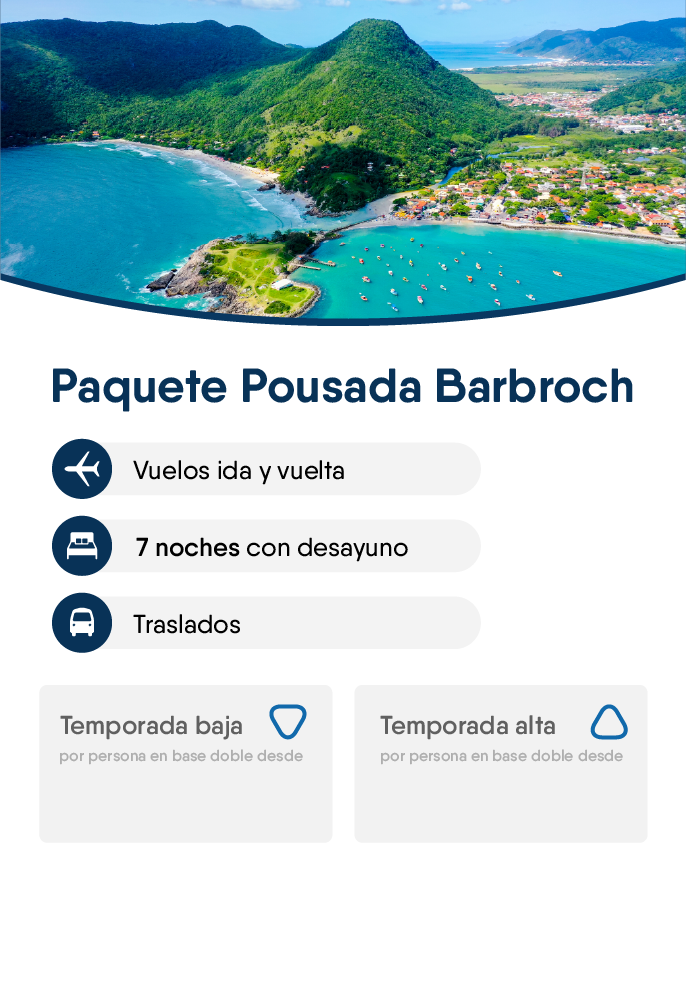 Paquete Pousada Barbroch
Vuelos ida y vuelta
7 noches con desayuno
Traslados
Temporada baja
por persona en base doble desde
Temporada alta
por persona en base doble desde